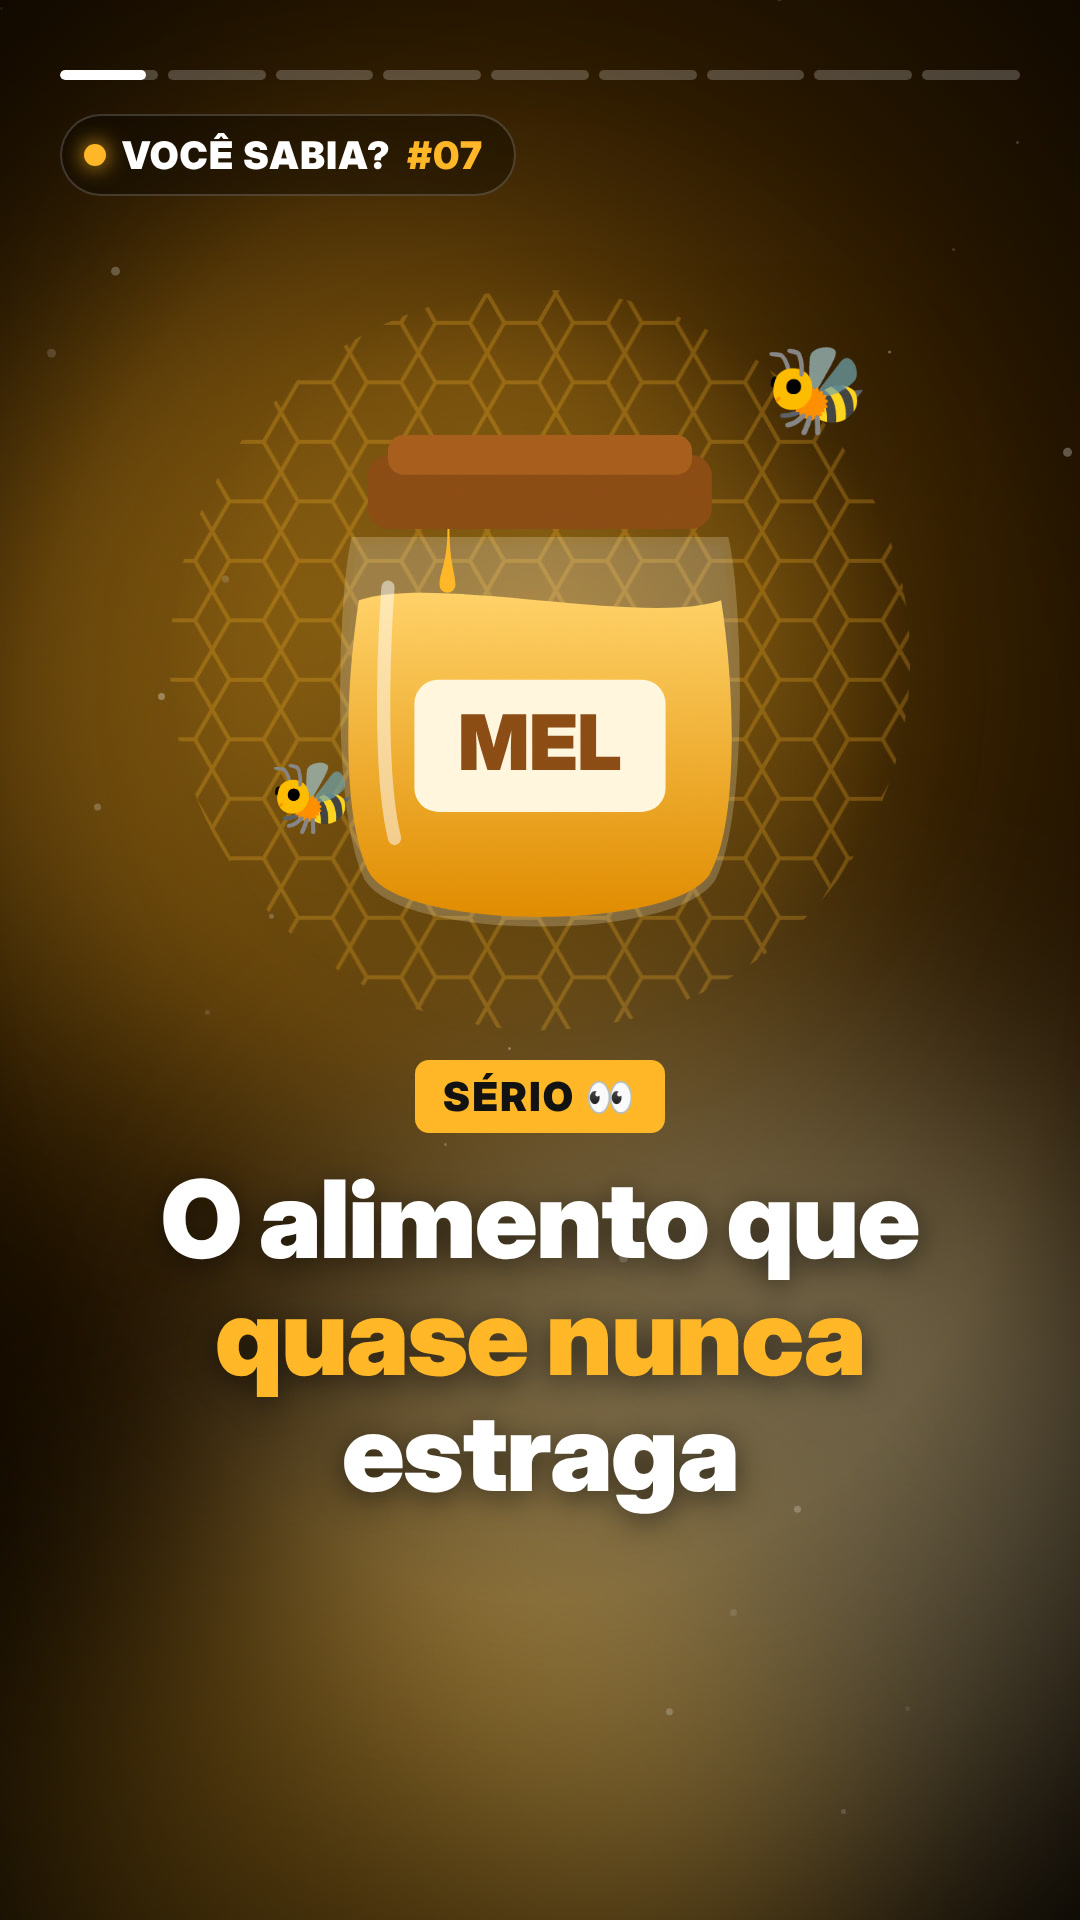 VOCÊ SABIA? #07
MEL
SÉRIO 👀
O alimento que
quase nunca
estraga